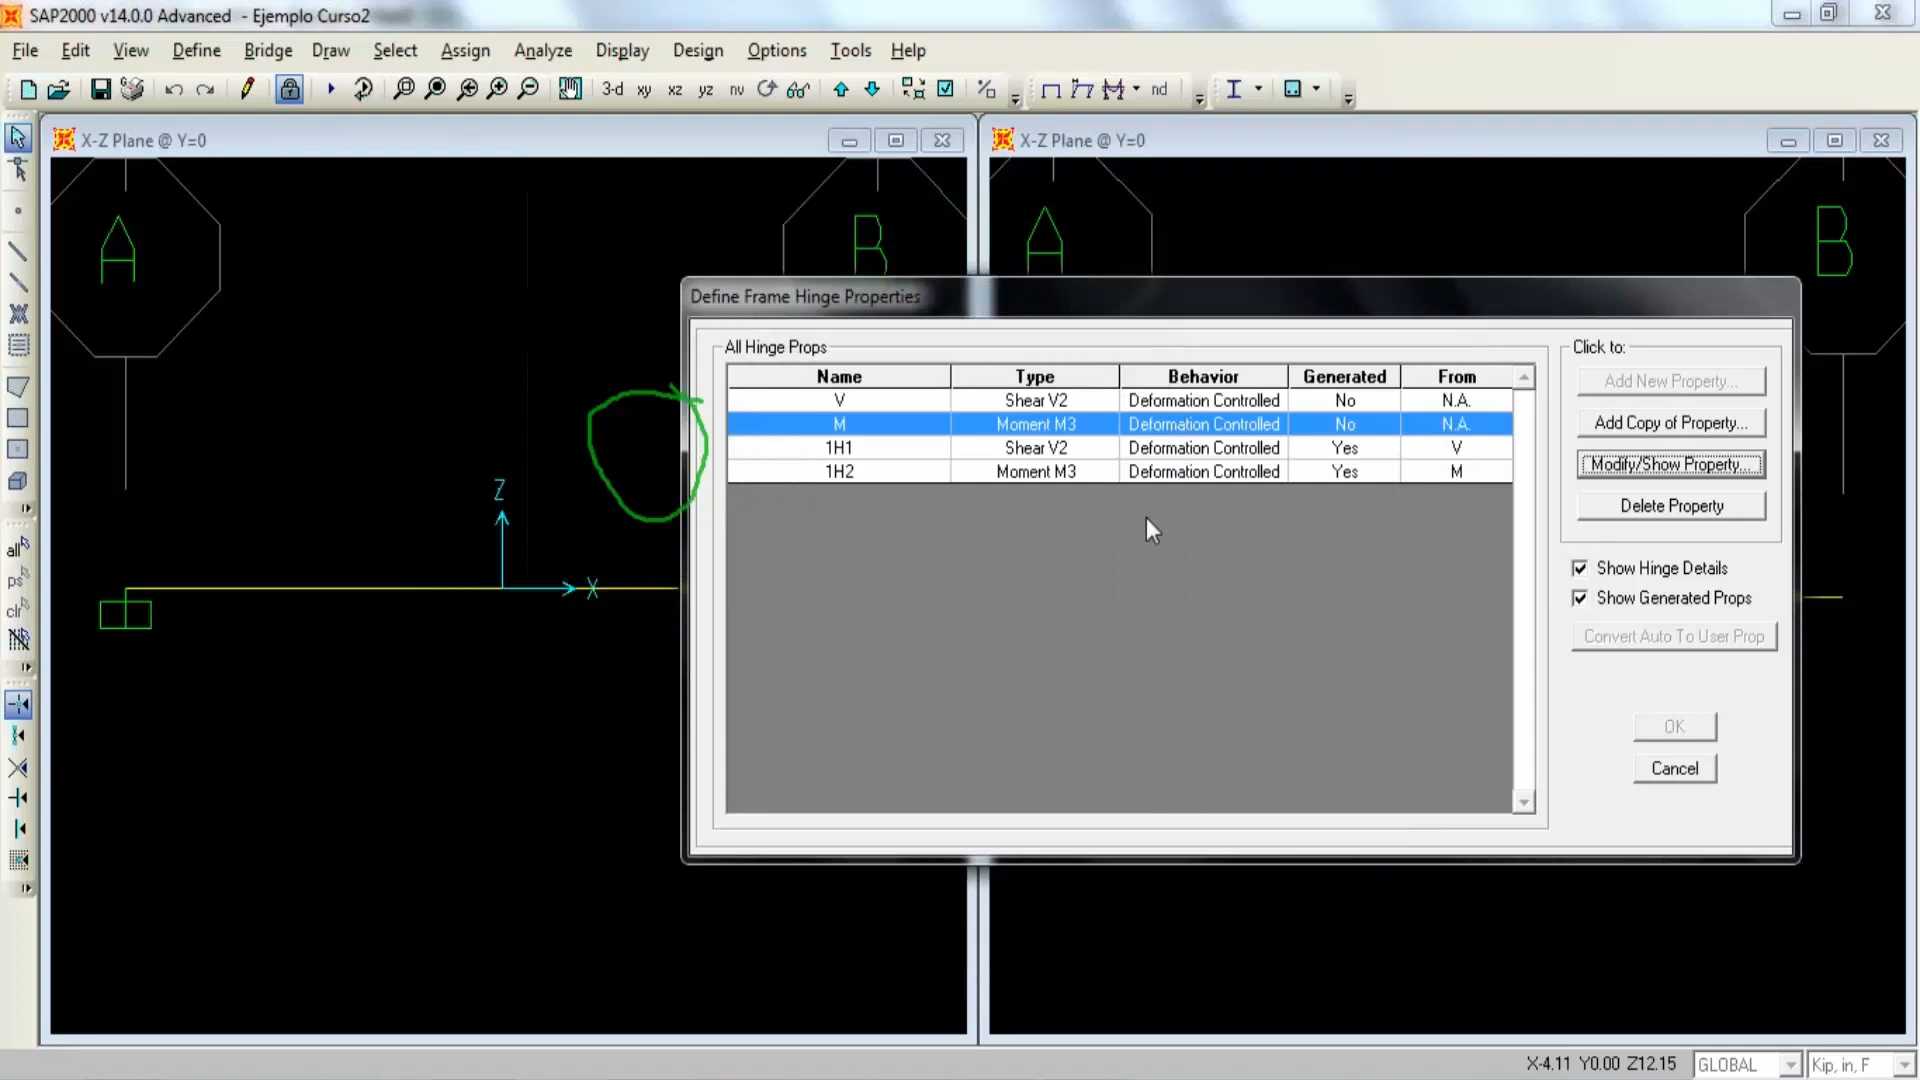 SAP2000 v14.0.0 Advanced - Ejemplo Curso2
File Edit View Define Bridge Draw Select Assign Analyze Display Design Options Tools Help
3-d xy xz yz nv nd
X-Z Plane @ Y=0
X-Z Plane @ Y=0
A
B
A
B
Z
X
all
ps
clr
Define Frame Hinge Properties
All Hinge Props
Name Type Behavior Generated From
V Shear V2 Deformation Controlled No N.A.
M Moment M3 Deformation Controlled No N.A.
1H1 Shear V2 Deformation Controlled Yes V
1H2 Moment M3 Deformation Controlled Yes M
Click to:
Add New Property...
Add Copy of Property...
Modify/Show Property...
Delete Property
Show Hinge Details
Show Generated Props
Convert Auto To User Prop
OK
Cancel
X-4.11 Y0.00 Z12.15 GLOBAL Kip, in, F